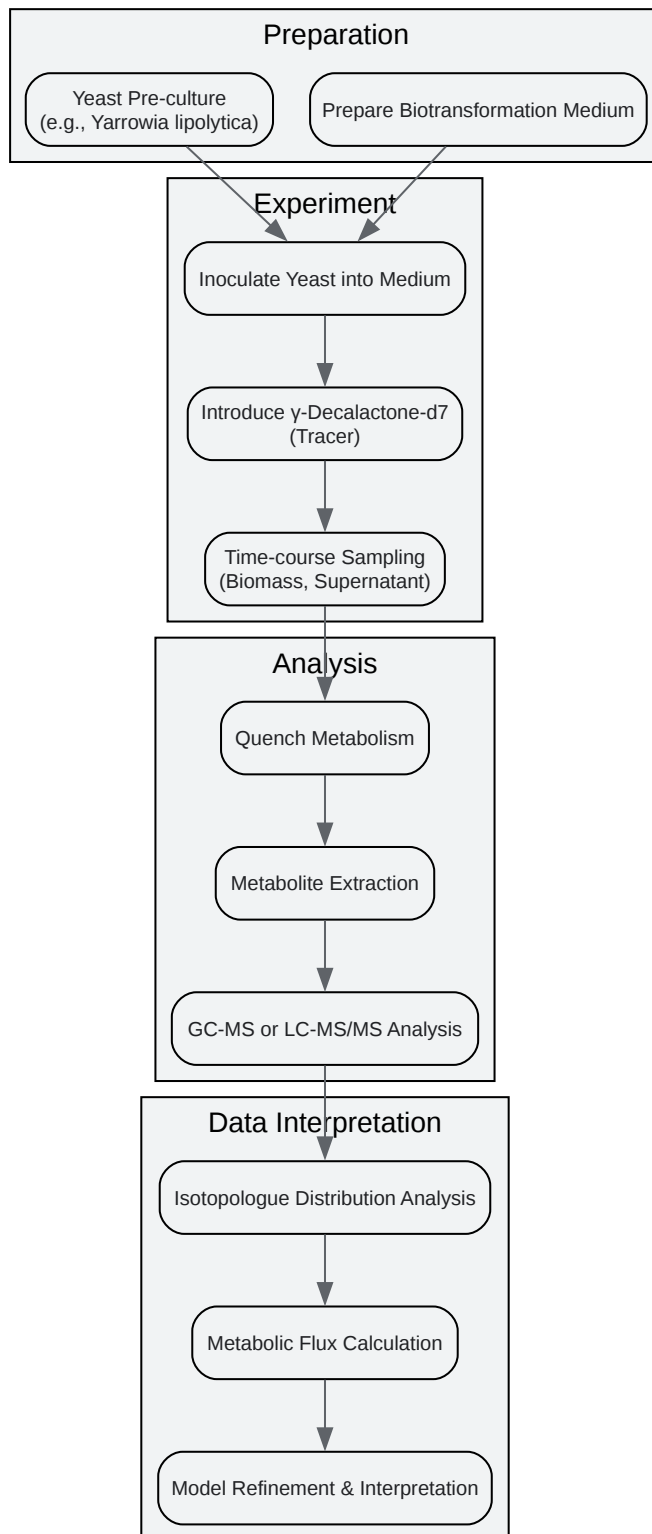 Preparation
Yeast Pre-culture
(e.g., Yarrowia lipolytica)
Prepare Biotransformation Medium
Experiment
Inoculate Yeast into Medium
Introduce γ-Decalactone-d7
(Tracer)
Time-course Sampling
(Biomass, Supernatant)
Analysis
Quench Metabolism
Metabolite Extraction
GC-MS or LC-MS/MS Analysis
Data Interpretation
Isotopologue Distribution Analysis
Metabolic Flux Calculation
Model Refinement & Interpretation